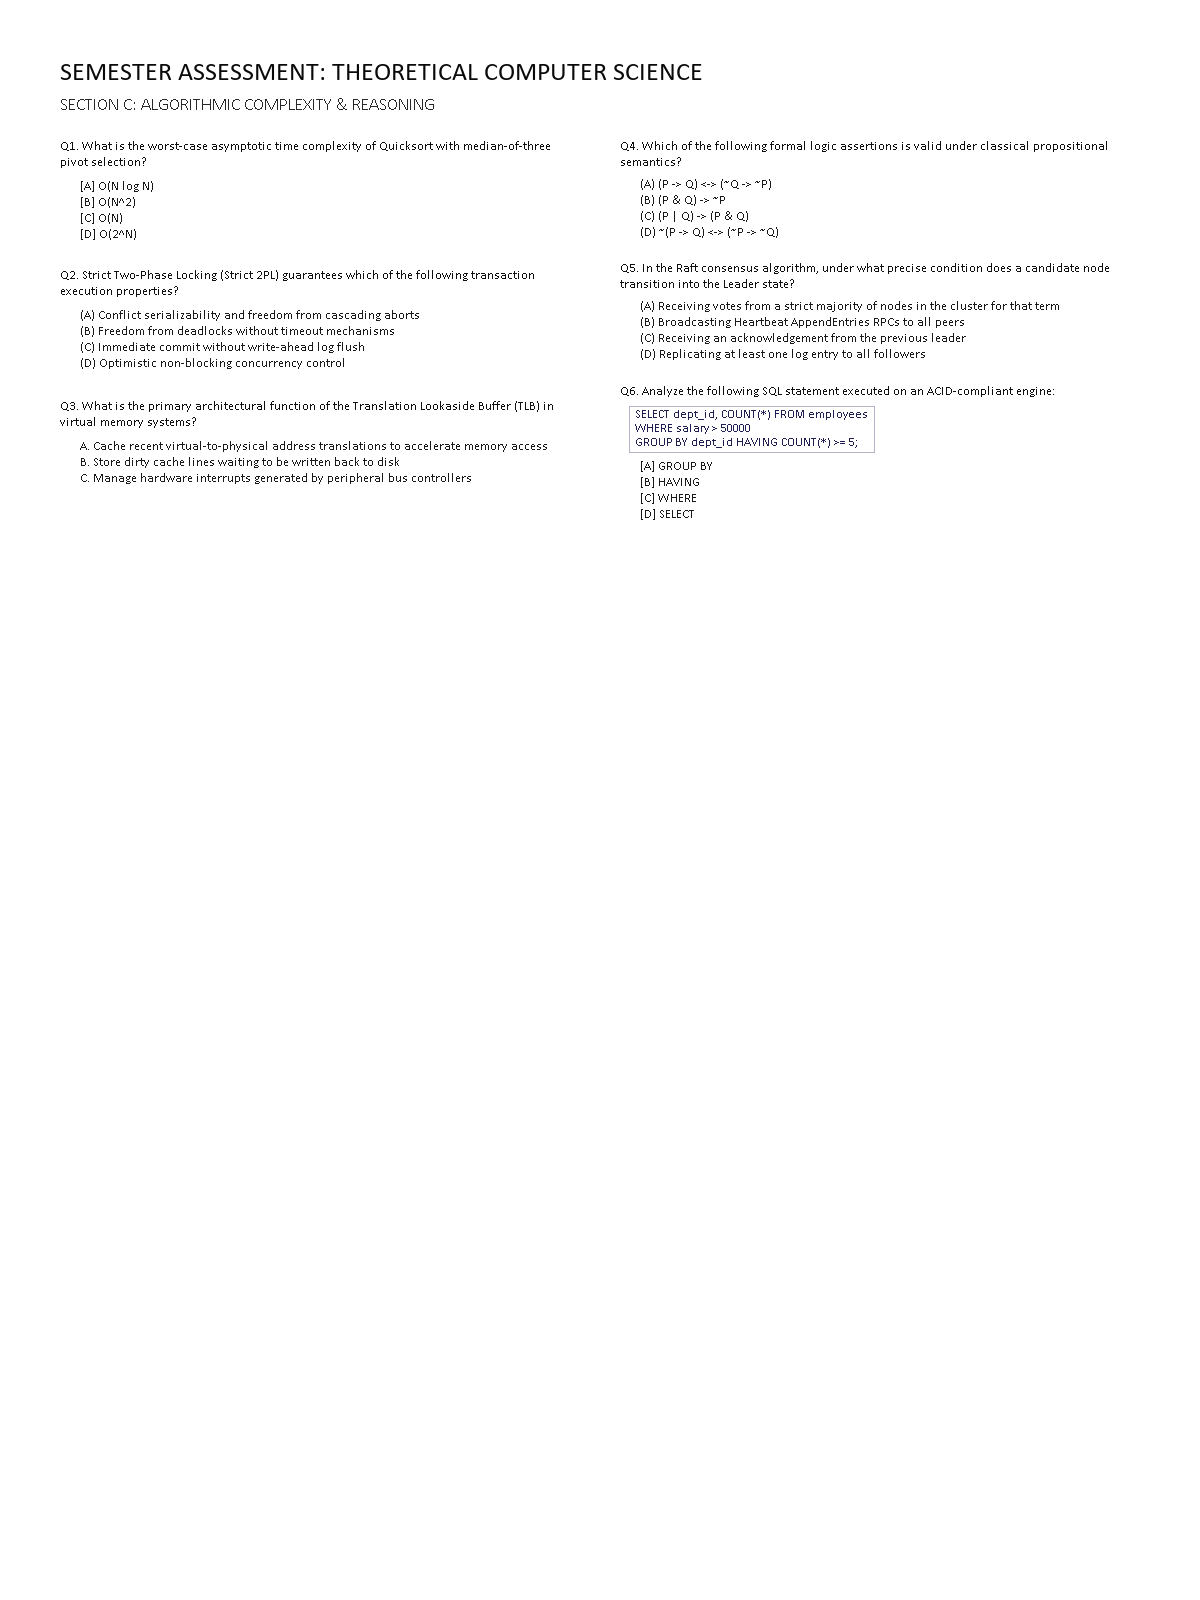 SEMESTER ASSESSMENT: THEORETICAL COMPUTER SCIENCE
SECTION C: ALGORITHMIC COMPLEXITY & REASONING
Q1. What is the worst-case asymptotic time complexity of Quicksort with median-of-three
pivot selection?
[A] O(N log N)
[B] O(N^2)
[C] O(N)
[D] O(2^N)
Q2. Strict Two-Phase Locking (Strict 2PL) guarantees which of the following transaction
execution properties?
(A) Conflict serializability and freedom from cascading aborts
(B) Freedom from deadlocks without timeout mechanisms
(C) Immediate commit without write-ahead log flush
(D) Optimistic non-blocking concurrency control
Q3. What is the primary architectural function of the Translation Lookaside Buffer (TLB) in
virtual memory systems?
A. Cache recent virtual-to-physical address translations to accelerate memory access
B. Store dirty cache lines waiting to be written back to disk
C. Manage hardware interrupts generated by peripheral bus controllers
Q4. Which of the following formal logic assertions is valid under classical propositional
semantics?
(A) (P -> Q) <-> (~Q -> ~P)
(B) (P & Q) -> ~P
(C) (P | Q) -> (P & Q)
(D) ~(P -> Q) <-> (~P -> ~Q)
Q5. In the Raft consensus algorithm, under what precise condition does a candidate node
transition into the Leader state?
(A) Receiving votes from a strict majority of nodes in the cluster for that term
(B) Broadcasting Heartbeat AppendEntries RPCs to all peers
(C) Receiving an acknowledgement from the previous leader
(D) Replicating at least one log entry to all followers
Q6. Analyze the following SQL statement executed on an ACID-compliant engine:
SELECT dept_id, COUNT(*) FROM employees
WHERE salary > 50000
GROUP BY dept_id HAVING COUNT(*) >= 5;
[A] GROUP BY
[B] HAVING
[C] WHERE
[D] SELECT